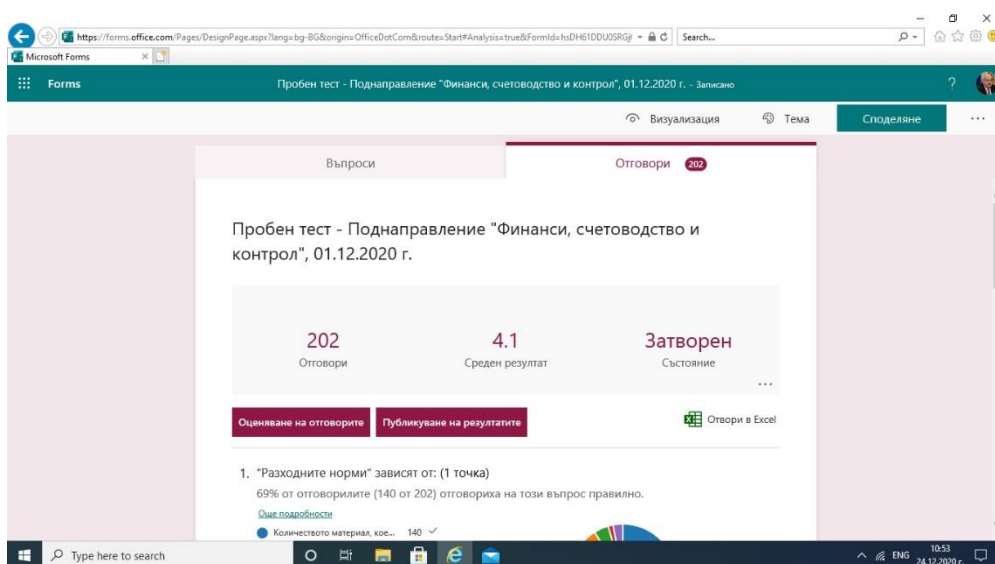 https://forms.office.com/Pages/DesignPage.aspx?lang=bg-BG&origin=OfficeDotCom&route=Start#Analysis=true&FormId=hsDH61DDU0SRGjl
Search...
Microsoft Forms
Forms
Пробен тест - Поднаправление "Финанси, счетоводство и контрол", 01.12.2020 г. - Записано
?
Визуализация
Тема
Споделяне
Въпроси
Отговори 202
Пробен тест - Поднаправление "Финанси, счетоводство и
контрол", 01.12.2020 г.
202
Отговори
4.1
Среден резултат
Затворен
Състояние
Оценяване на отговорите
Публикуване на резултатите
Отвори в Excel
1. "Разходните норми" зависят от: (1 точка)
69% от отговорилите (140 от 202) отговориха на този въпрос правилно.
Още подробности
Количеството материал, кое... 140
Type here to search
ENG
10:53
24.12.2020 г.